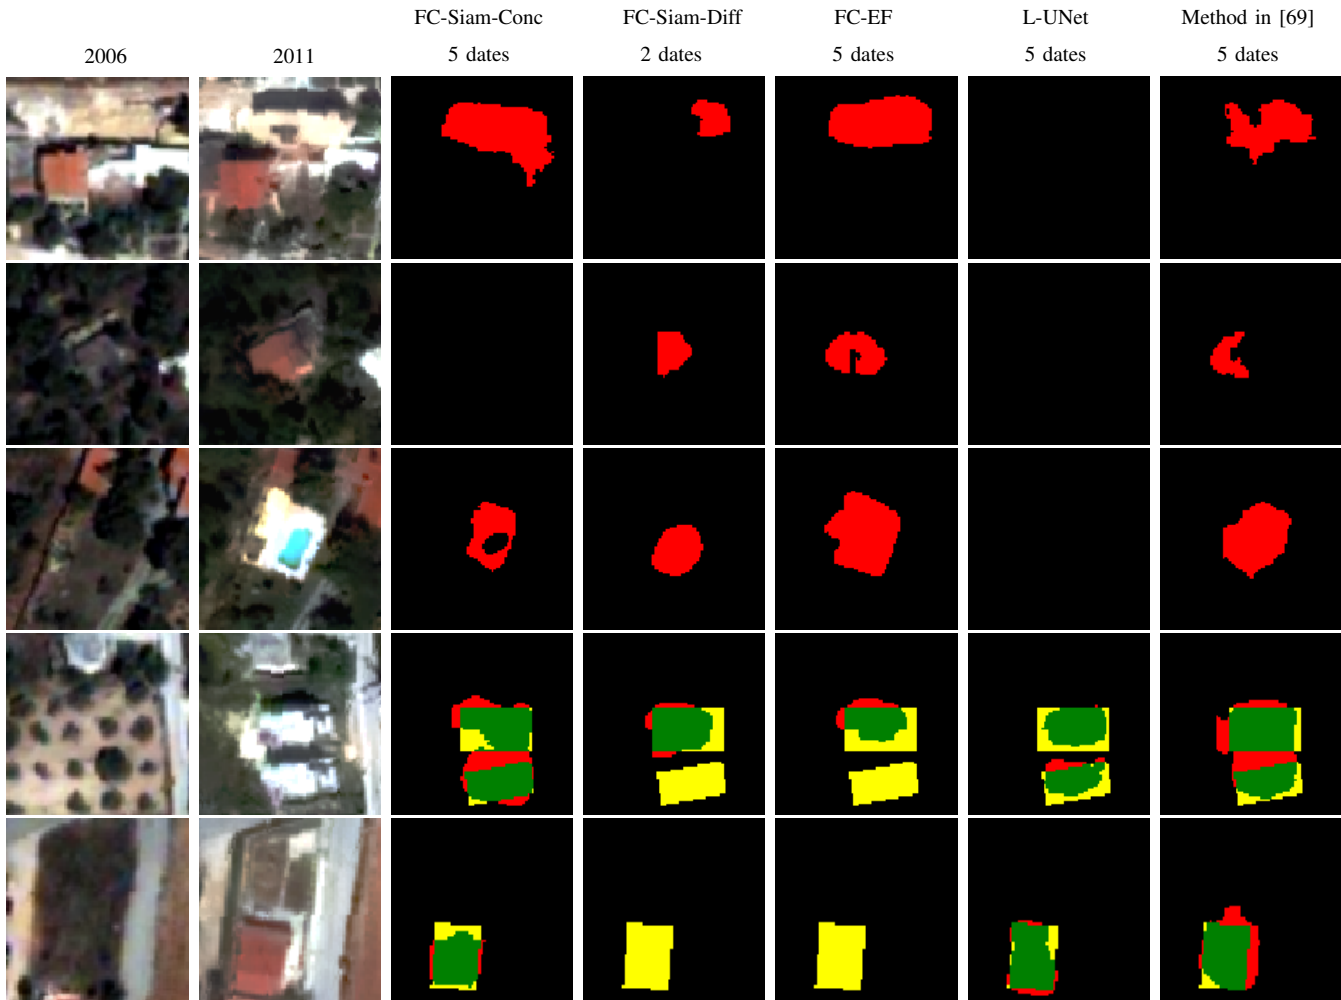 FC-Siam-Conc FC-Siam-Diff FC-EF L-UNet Method in [69]
2006 2011 5 dates 2 dates 5 dates 5 dates 5 dates